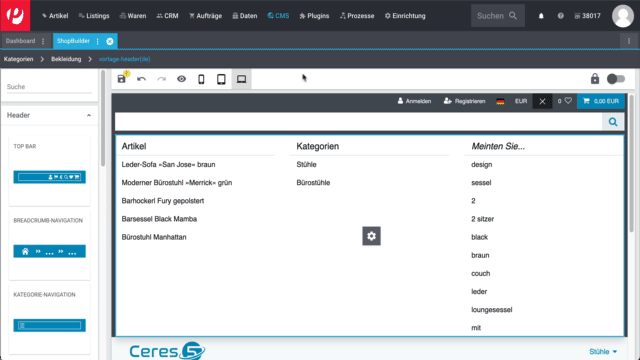 Artikel Listings Waren CRM Aufträge Daten CMS Plugins Prozesse Einrichtung Suchen 38017
Dashboard ShopBuilder
Kategorien Bekleidung vorlage-header(de)
Suche
Header
TOP BAR
BREADCRUMB-NAVIGATION
KATEGORIE-NAVIGATION
Anmelden Registrieren EUR 0 0,00 EUR
Artikel Kategorien Meinten Sie...
Leder-Sofa »San Jose« braun Stühle design
Moderner Bürostuhl »Merrick« grün Bürostühle sessel
Barhockerl Fury gepolstert 2
Barsessel Black Mamba 2 sitzer
Bürostuhl Manhattan black
braun
couch
leder
loungesessel
mit
Ceres 5 Stühle